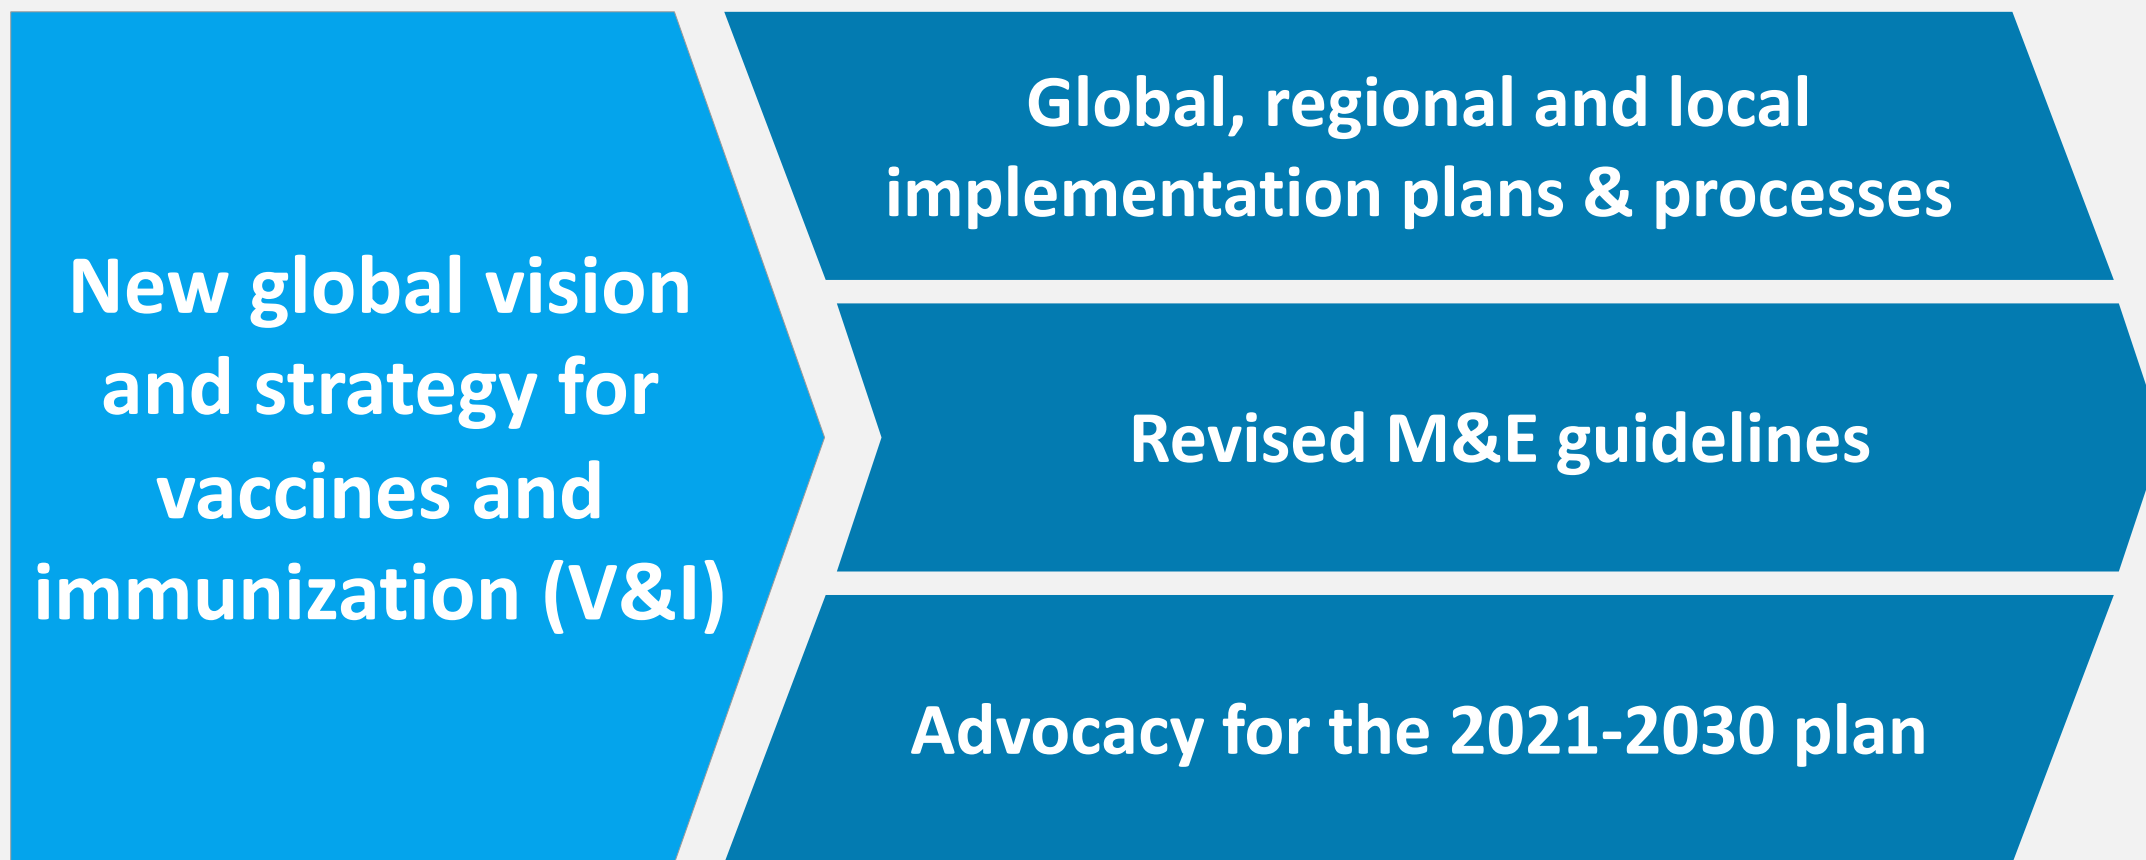 New global vision
and strategy for
vaccines and
immunization (V&I)
Global, regional and local
implementation plans & processes
Revised M&E guidelines
Advocacy for the 2021-2030 plan